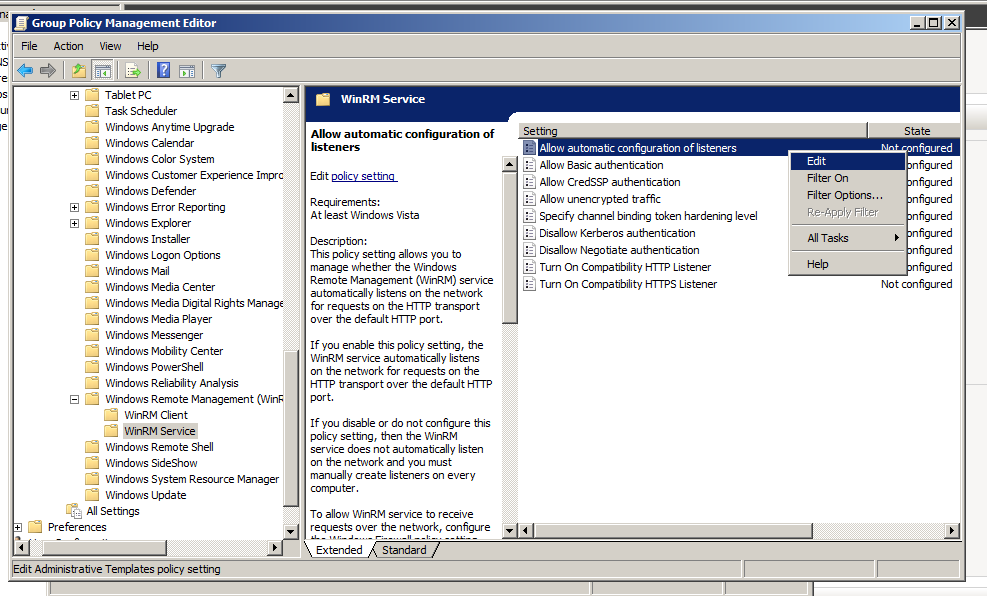 Group Policy Management Editor
File Action View Help
Tablet PC
Task Scheduler
Windows Anytime Upgrade
Windows Calendar
Windows Color System
Windows Customer Experience Impro
Windows Defender
Windows Error Reporting
Windows Explorer
Windows Installer
Windows Logon Options
Windows Mail
Windows Media Center
Windows Media Digital Rights Manage
Windows Media Player
Windows Messenger
Windows Mobility Center
Windows PowerShell
Windows Reliability Analysis
Windows Remote Management (WinR
WinRM Client
WinRM Service
Windows Remote Shell
Windows SideShow
Windows System Resource Manager
Windows Update
All Settings
Preferences
WinRM Service
Allow automatic configuration of
listeners
Edit policy setting
Requirements:
At least Windows Vista
Description:
This policy setting allows you to
manage whether the Windows
Remote Management (WinRM) service
automatically listens on the network
for requests on the HTTP transport
over the default HTTP port.
If you enable this policy setting, the
WinRM service automatically listens
on the network for requests on the
HTTP transport over the default HTTP
port.
If you disable or do not configure this
policy setting, then the WinRM
service does not automatically listen
on the network and you must
manually create listeners on every
computer.
To allow WinRM service to receive
requests over the network, configure
the Windows Firewall policy setting
Setting State
Allow automatic configuration of listeners Not configured
Allow Basic authentication onfigured
Allow CredSSP authentication onfigured
Allow unencrypted traffic onfigured
Specify channel binding token hardening level onfigured
Disallow Kerberos authentication onfigured
Disallow Negotiate authentication onfigured
Turn On Compatibility HTTP Listener onfigured
Turn On Compatibility HTTPS Listener Not configured
Edit
Filter On
Filter Options...
Re-Apply Filter
All Tasks
Help
Extended Standard
Edit Administrative Templates policy setting